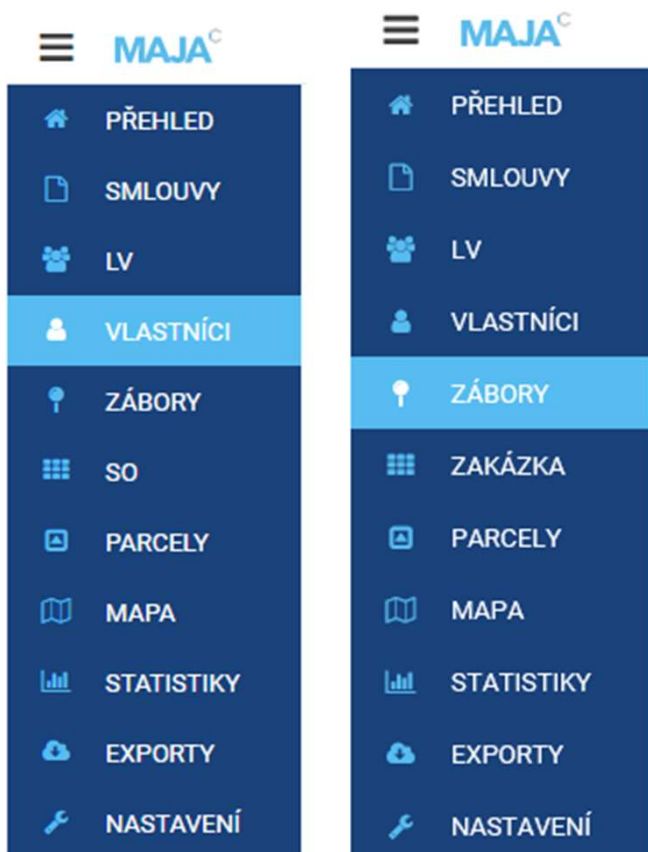 MAJA C
PŘEHLED
SMLOUVY
LV
VLASTNÍCI
ZÁBORY
SO
PARCELY
MAPA
STATISTIKY
EXPORTY
NASTAVENÍ
MAJA C
PŘEHLED
SMLOUVY
LV
VLASTNÍCI
ZÁBORY
ZAKÁZKA
PARCELY
MAPA
STATISTIKY
EXPORTY
NASTAVENÍ